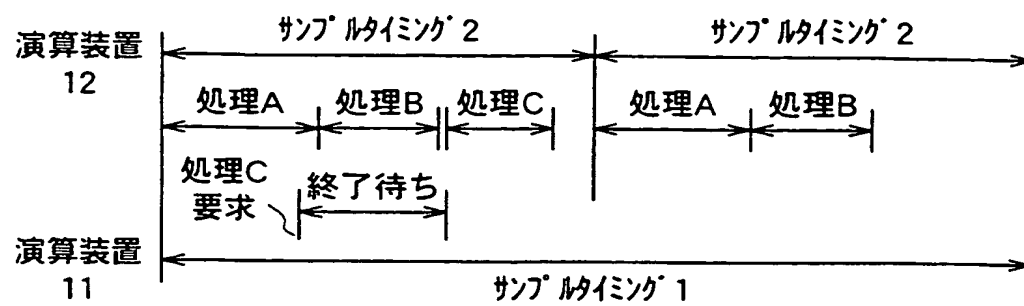 サンプルタイミング2
サンプルタイミング2
演算装置
12
処理A
処理B
処理C
処理A
処理B
処理C
要求
終了待ち
演算装置
11
サンプルタイミング1